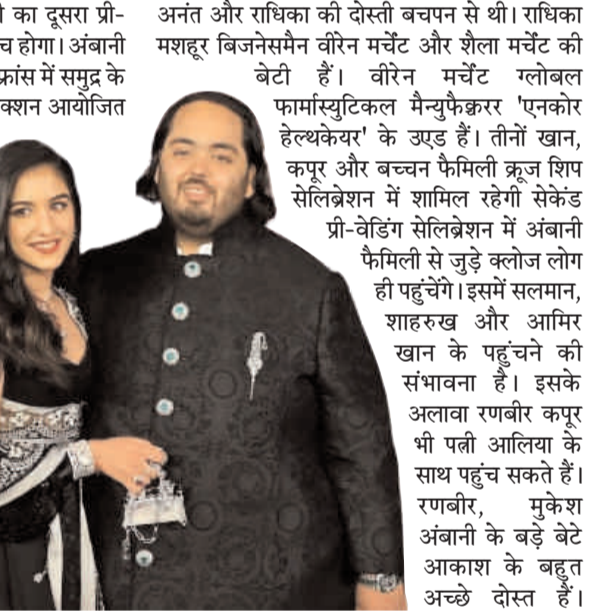 का दूसरा प्री-
होगा। अंबानी
में समुद्र के
आयोजित
अनंत और राधिका की दोस्ती बचपन से थी। राधिका
मशहूर बिजनेसमैन वीरेन मर्चेंट और शैला मर्चेंट की
बेटी हैं। वीरेन मर्चेंट ग्लोबल
फार्मास्युटिकल मैन्युफैक्चरर 'एनकोर
हेल्थकेयर' के उएड हैं। तीनों खान,
कपूर और बच्चन फैमिली क्रूज शिप
सेलिब्रेशन में शामिल रहेगी सेकेंड
प्री-वेडिंग सेलिब्रेशन में अंबानी
फैमिली से जुड़े क्लोज लोग
ही पहुंचेंगे। इसमें सलमान,
शाहरुख और आमिर
खान के पहुंचने की
संभावना है। इसके
अलावा रणबीर कपूर
भी पत्नी आलिया के
साथ पहुंच सकते हैं।
रणबीर, मुकेश
अंबानी के बड़े बेटे
आकाश के बहुत
अच्छे दोस्त हैं।